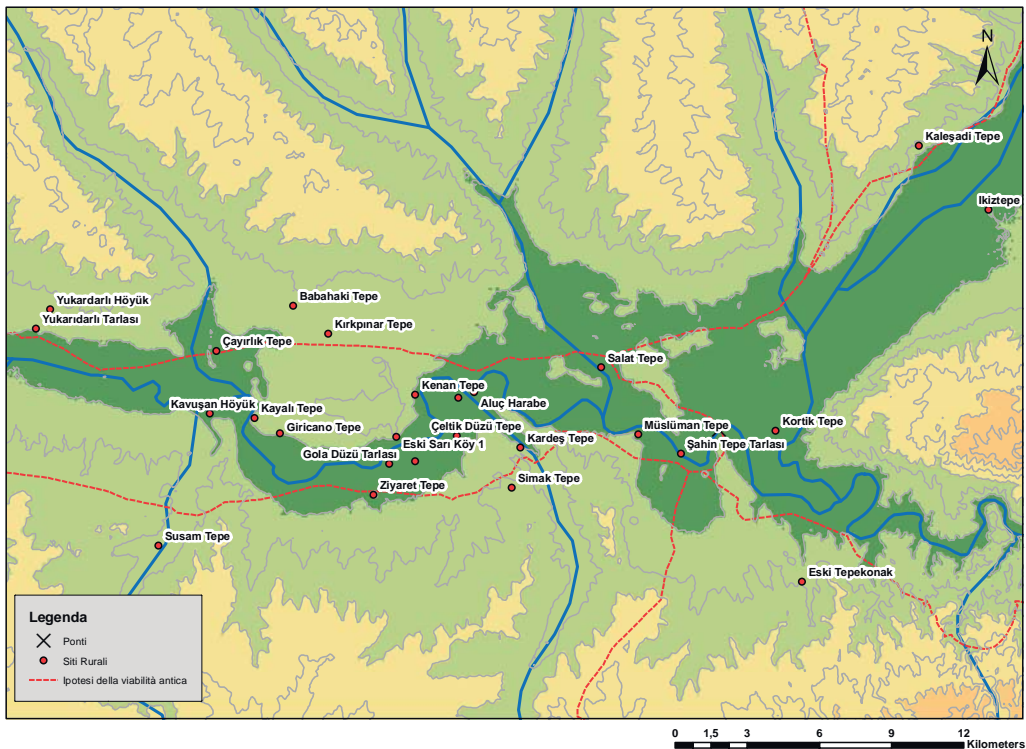 N
Kaleşadi Tepe
Ikiztepe
Babahaki Tepe
Yukardarlı Höyük
Yukarıdarlı Tarlası
Kırkpınar Tepe
Çayırlık Tepe
Salat Tepe
Kenan Tepe
Aluç Harabe
Kavuşan Höyük
Kayalı Tepe
Giricano Tepe
Çeltik Düzü Tepe
Eski Sarı Köy 1
Kardeş Tepe
Müslüman Tepe
Kortik Tepe
Şahin Tepe Tarlası
Gola Düzü Tarlası
Ziyaret Tepe
Simak Tepe
Susam Tepe
Eski Tepekonak
Legenda
Ponti
Siti Rurali
Ipotesi della viabilità antica
0 1,5 3 6 9 12
Kilometers